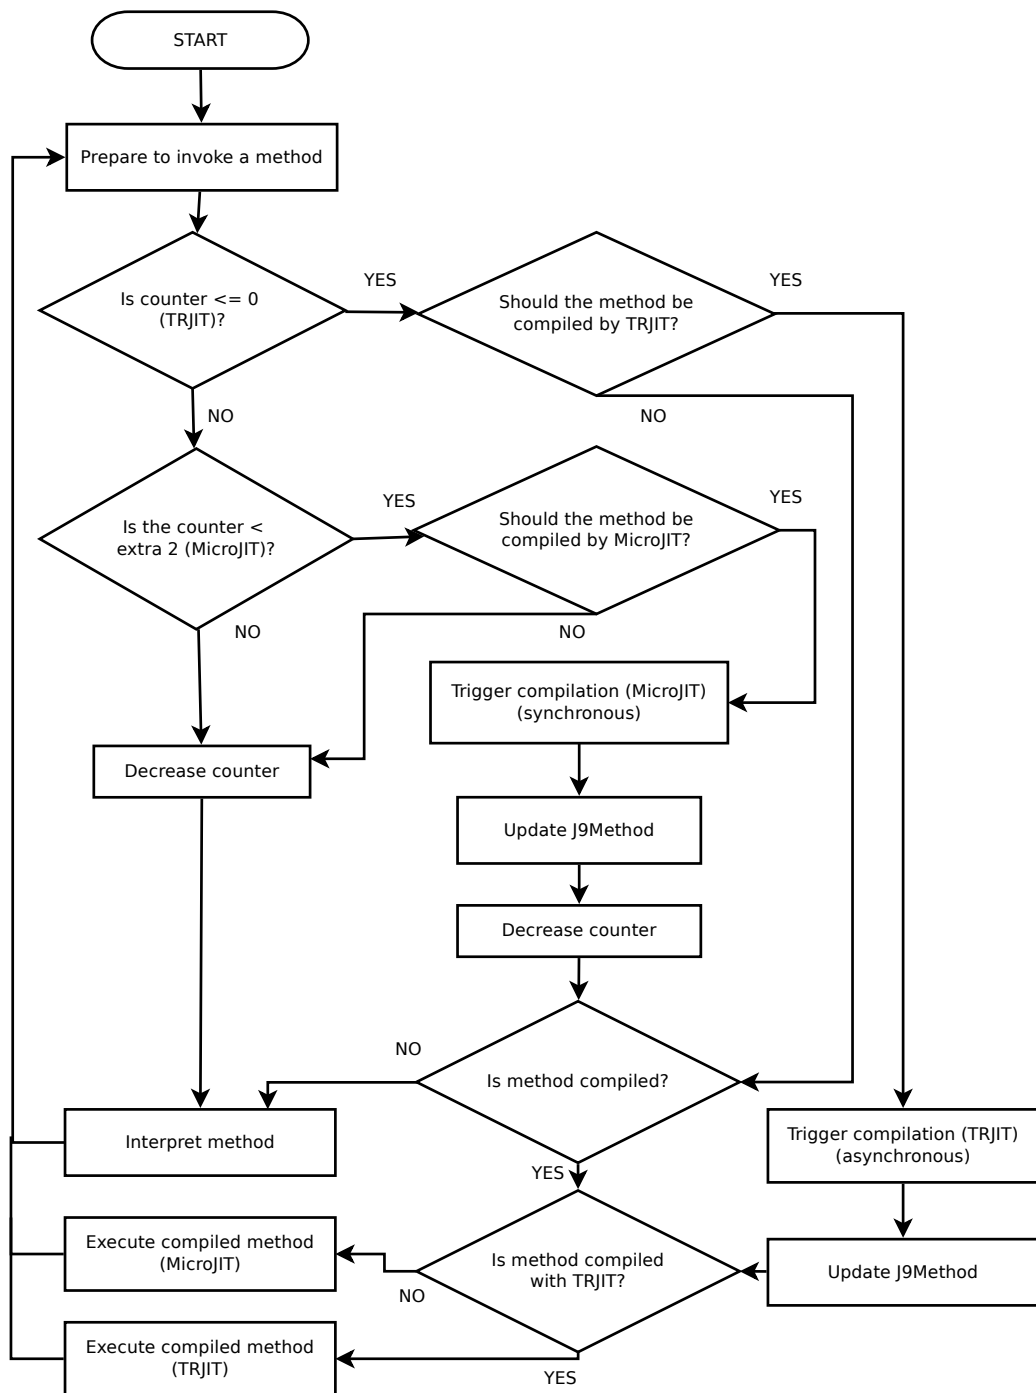 START
Prepare to invoke a method
Is counter <= 0
(TRJIT)?
YES
Should the method be
compiled by TRJIT?
YES
NO
NO
Is the counter <
extra 2 (MicroJIT)?
YES
Should the method be
compiled by MicroJIT?
YES
NO
NO
Trigger compilation (MicroJIT)
(synchronous)
Decrease counter
Update J9Method
Decrease counter
Is method compiled?
NO
YES
Interpret method
Trigger compilation (TRJIT)
(asynchronous)
Update J9Method
Is method compiled
with TRJIT?
NO
YES
Execute compiled method
(MicroJIT)
Execute compiled method
(TRJIT)